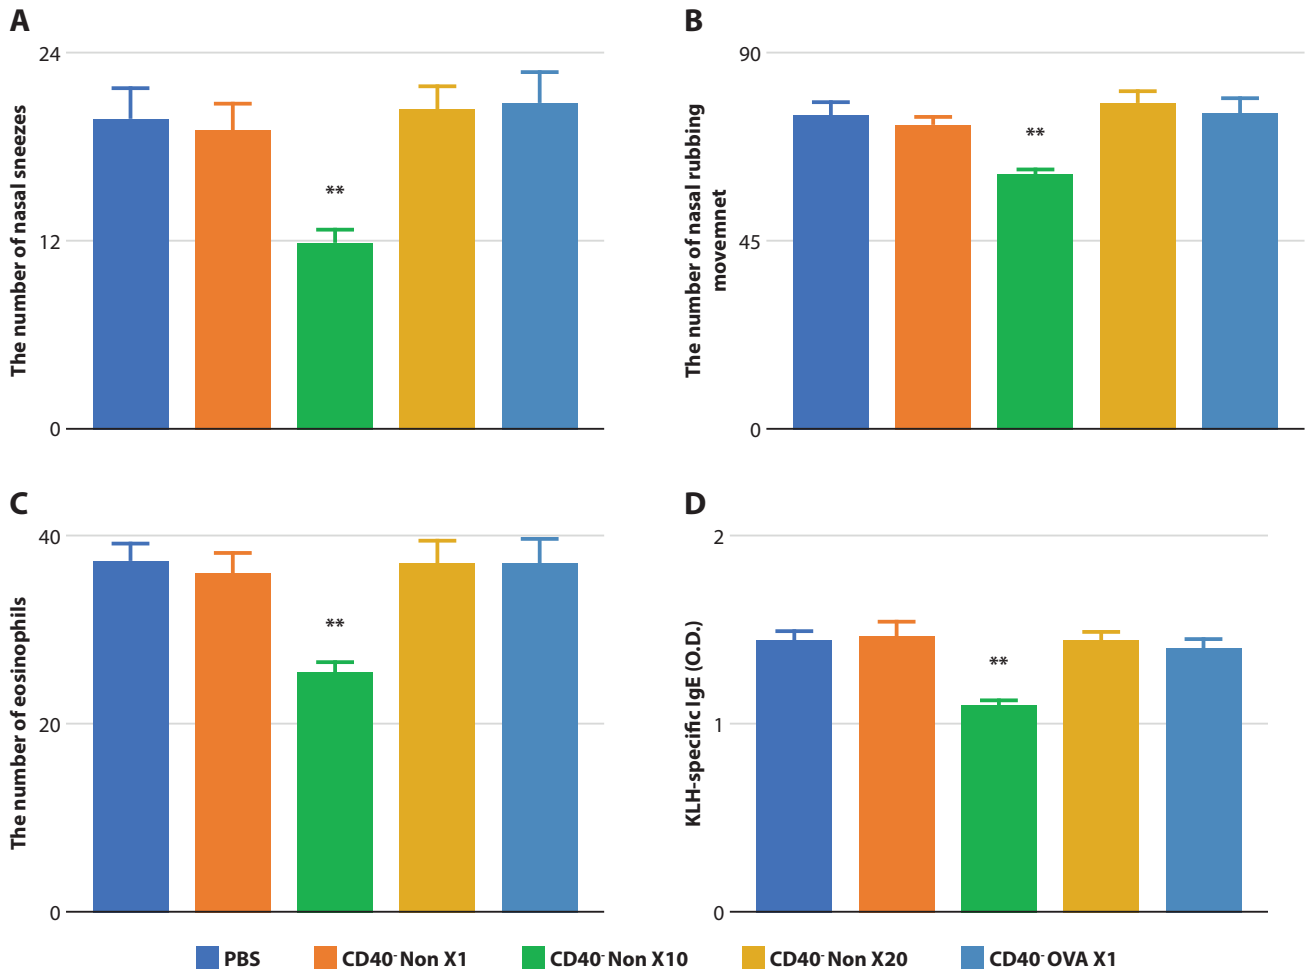 A
24
12
0
The number of nasal sneezes
**
B
90
45
0
The number of nasal rubbing
movemnet
**
C
40
20
0
The number of eosinophils
**
D
2
1
0
KLH-specific IgE (O.D.)
**
PBS CD40⁻ Non X1 CD40⁻ Non X10 CD40⁻ Non X20 CD40⁻ OVA X1